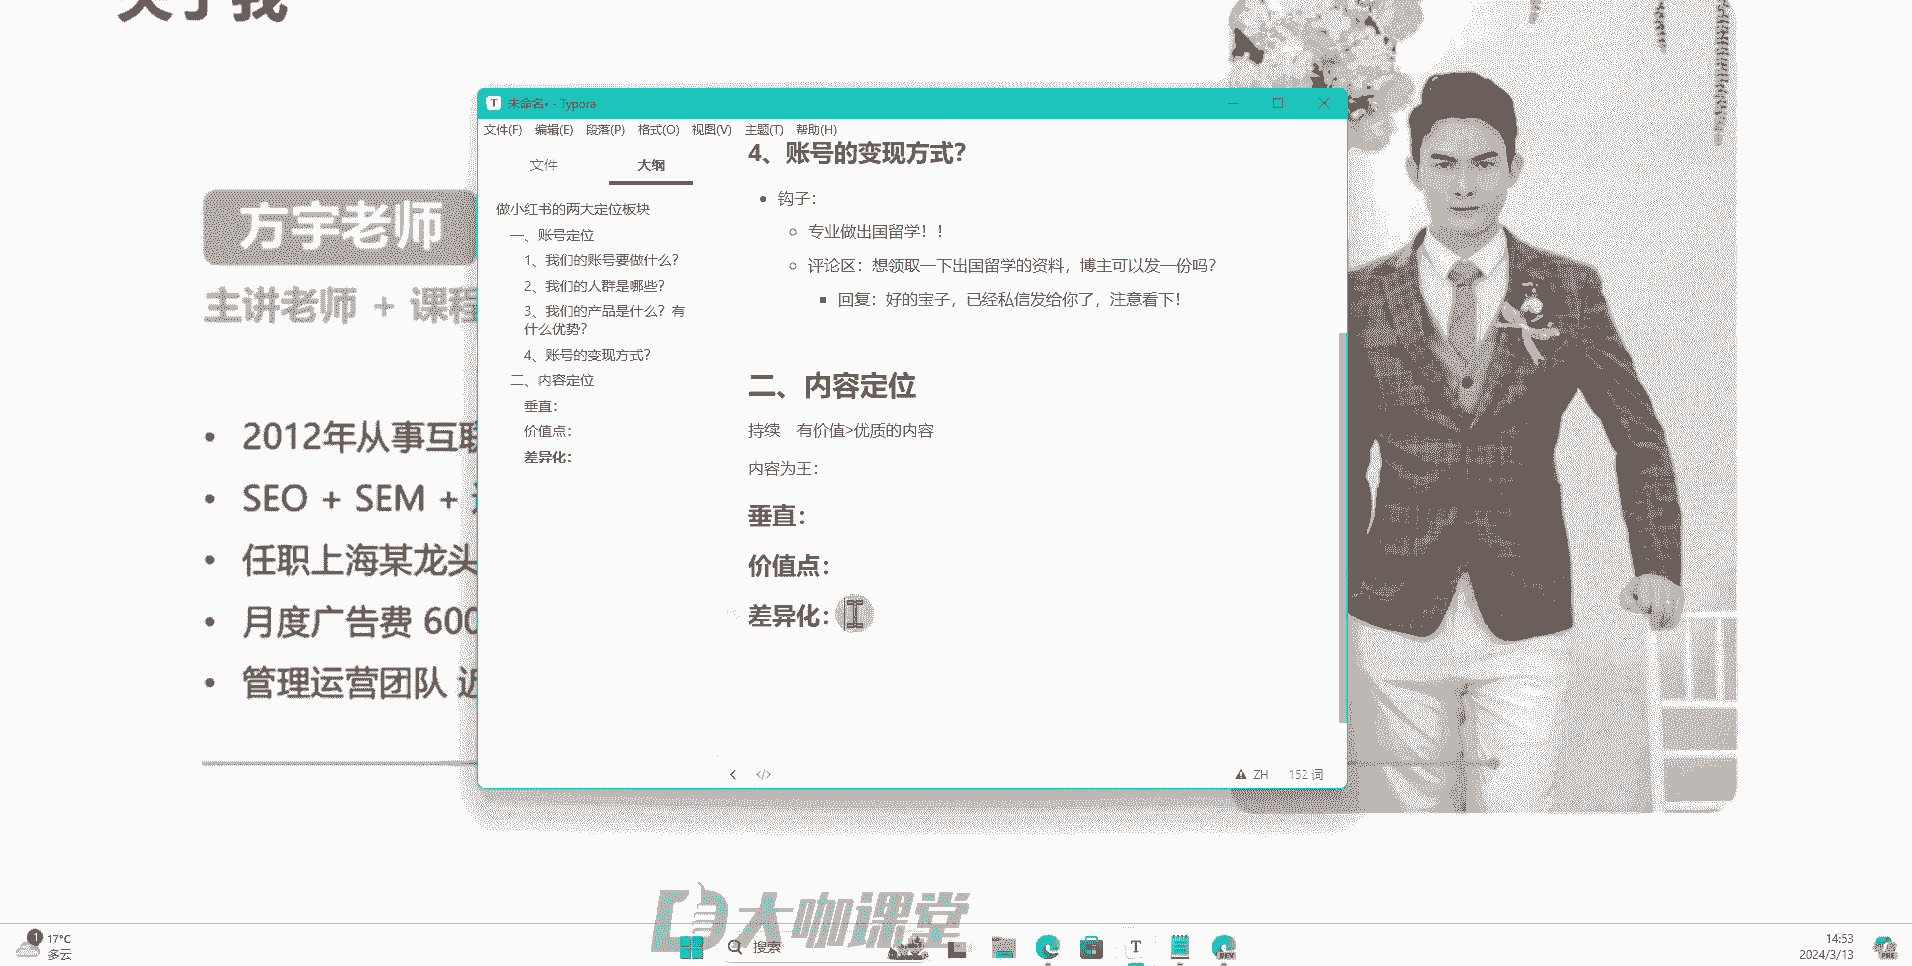 关于我
未命名• - Typora
文件(F) 编辑(E) 段落(P) 格式(O) 视图(V) 主题(T) 帮助(H)
文件 大纲
做小红书的两大定位板块
一、账号定位
1、我们的账号要做什么？
2、我们的人群是哪些？
3、我们的产品是什么？有
什么优势？
4、账号的变现方式？
二、内容定位
垂直：
价值点：
差异化：
4、账号的变现方式？
钩子：
专业做出国留学！！
评论区：想领取一下出国留学的资料，博主可以发一份吗？
回复：好的宝子，已经私信发给你了，注意看下！
二、内容定位
持续 有价值>优质的内容
内容为王：
垂直：
价值点：
差异化：
ZH 152 词
方宇老师
主讲老师 + 课程
2012年从事互联
SEO + SEM +
任职上海某龙头
月度广告费 600
管理运营团队 近
大咖课堂
1
17°C
多云
搜索
T
DEV
14:53
2024/3/13
PRE